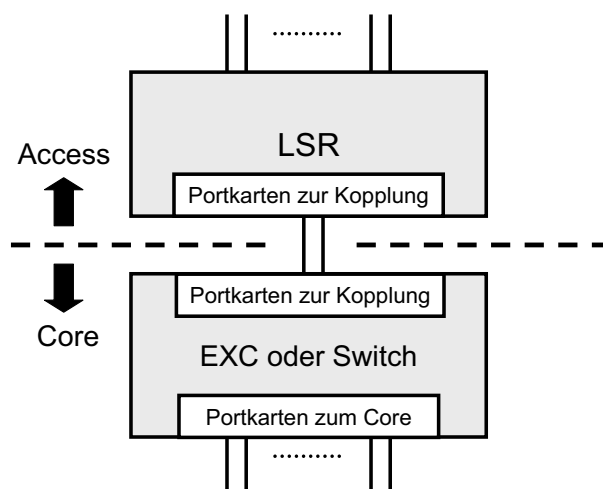 LSR
Access
Portkarten zur Kopplung
Portkarten zur Kopplung
Core
EXC oder Switch
Portkarten zum Core